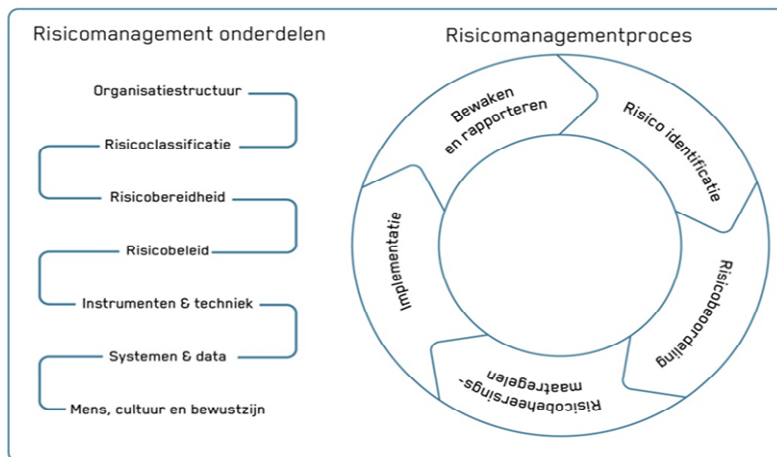 Risicomanagement onderdelen
Organisatiestructuur
Risicoclassificatie
Risicobereidheid
Risicobeleid
Instrumenten & techniek
Systemen & data
Mens, cultuur en bewustzijn
Risicomanagementproces
Risico identificatie
Risicobeoordeling
Risicobeheersings-
maatregelen
Implementatie
Bewaken
en rapporteren